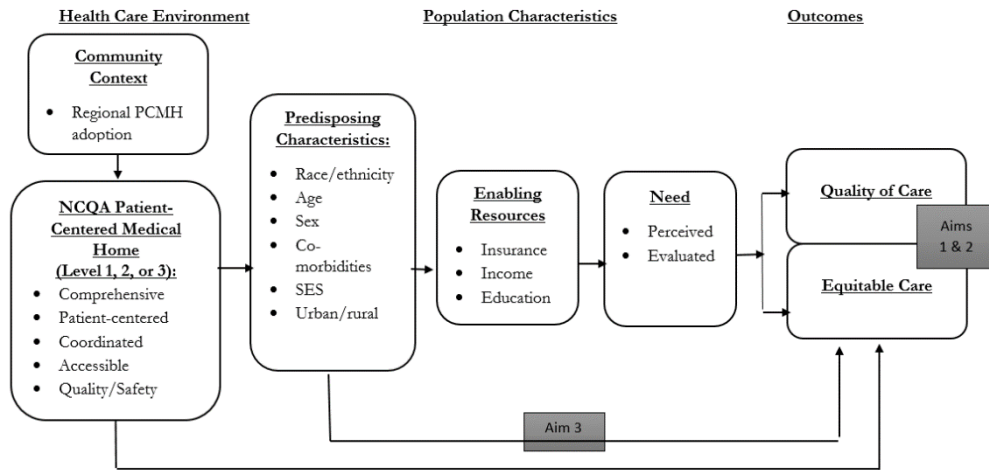 Health Care Environment
Population Characteristics
Outcomes
Community
Context
• Regional PCMH
adoption
NCQA Patient-
Centered Medical
Home
(Level 1, 2, or 3):
• Comprehensive
• Patient-centered
• Coordinated
• Accessible
• Quality/Safety
Predisposing
Characteristics:
• Race/ethnicity
• Age
• Sex
• Co-
morbidities
• SES
• Urban/rural
Enabling
Resources
• Insurance
• Income
• Education
Need
• Perceived
• Evaluated
Quality of Care
Equitable Care
Aims
1 & 2
Aim 3